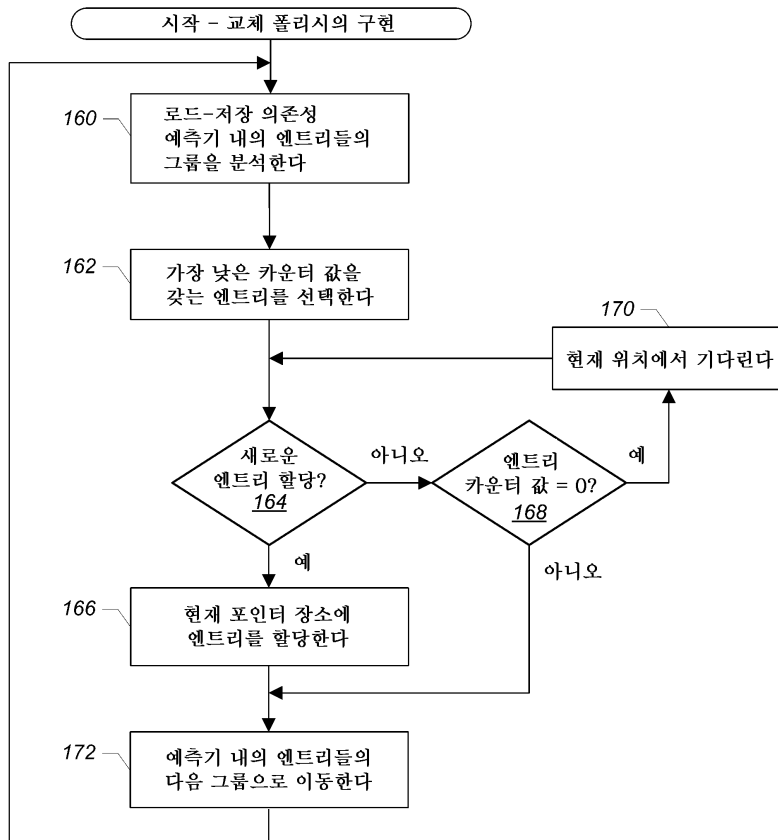 시작 - 교체 폴리시의 구현
160
로드-저장 의존성
예측기 내의 엔트리들의
그룹을 분석한다
162
가장 낮은 카운터 값을
갖는 엔트리를 선택한다
170
현재 위치에서 기다린다
새로운
엔트리 할당?
164
아니오
엔트리
카운터 값 = 0?
168
예
예
아니오
166
현재 포인터 장소에
엔트리를 할당한다
172
예측기 내의 엔트리들의
다음 그룹으로 이동한다